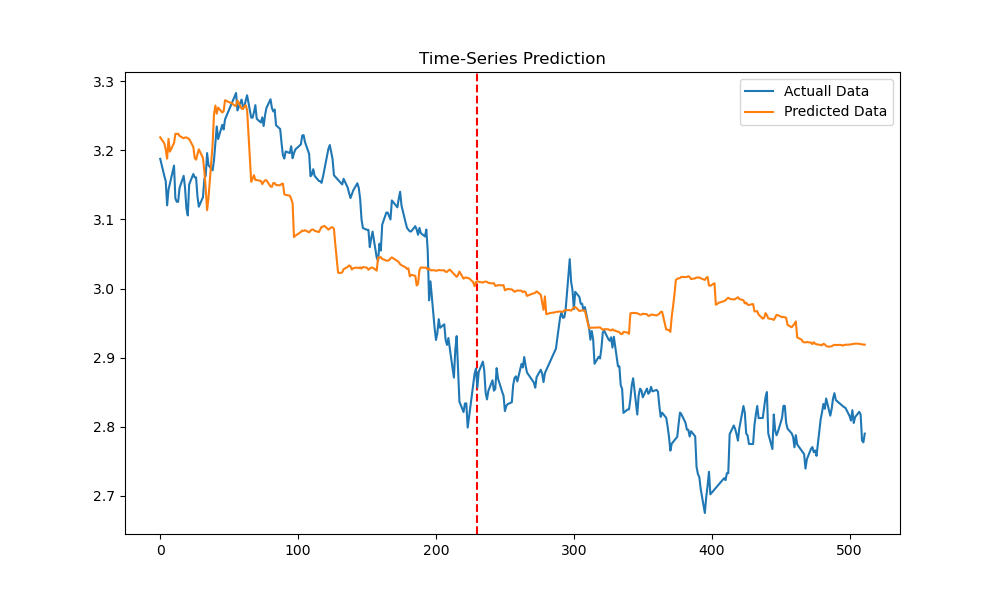 Time-Series Prediction
3.3
3.2
3.1
3.0
2.9
2.8
2.7
Actuall Data
Predicted Data
0 100 200 300 400 500